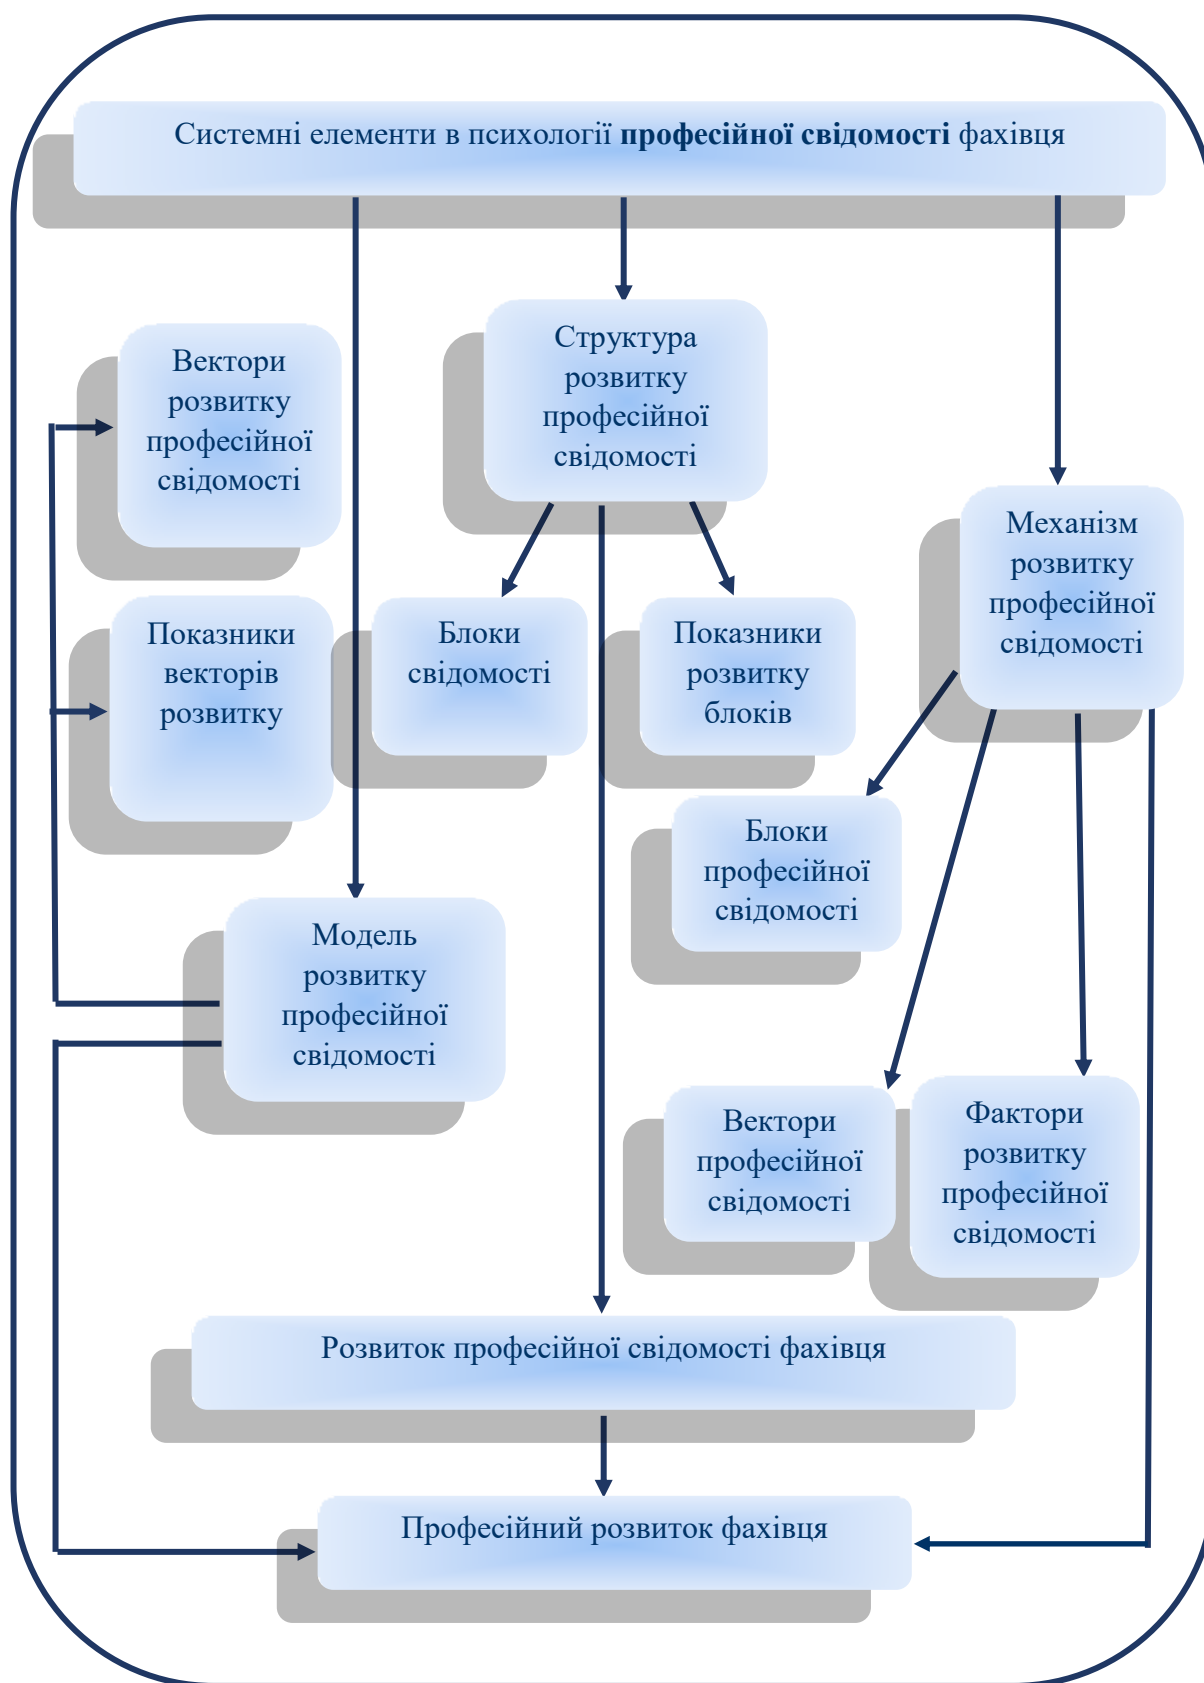 Системні елементи в психології професійної свідомості фахівця
Вектори
розвитку
професійної
свідомості
Структура
розвитку
професійної
свідомості
Механізм
розвитку
професійної
свідомості
Показники
векторів
розвитку
Блоки
свідомості
Показники
розвитку
блоків
Блоки
професійної
свідомості
Модель
розвитку
професійної
свідомості
Вектори
професійної
свідомості
Фактори
розвитку
професійної
свідомості
Розвиток професійної свідомості фахівця
Професійний розвиток фахівця